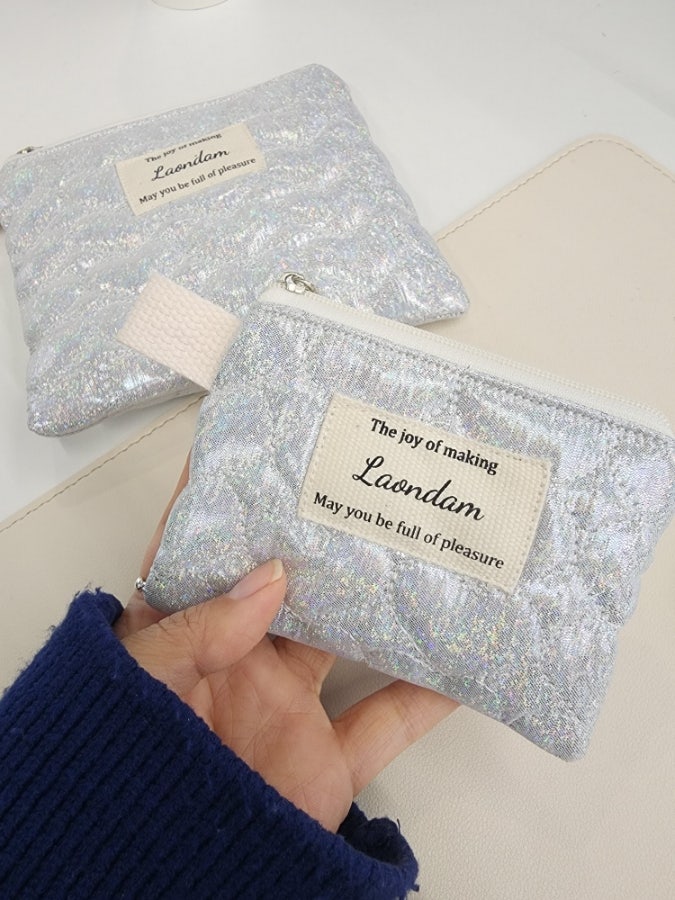 The joy of making
Laondam
May you be full of pleasure
The joy of making
Laondam
May you be full of pleasure